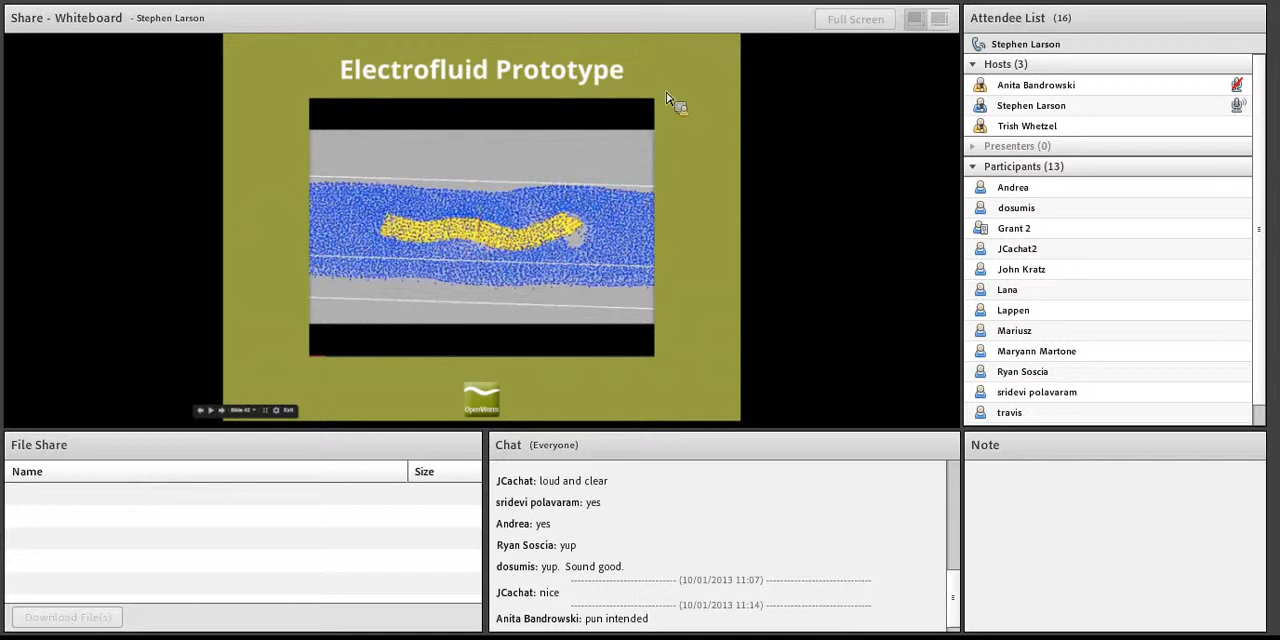 Share - Whiteboard - Stephen Larson
Full Screen
Electrofluid Prototype
OpenWorm
Slide 42
Exit
Attendee List (16)
Stephen Larson
Hosts (3)
Anita Bandrowski
Stephen Larson
Trish Whetzel
Presenters (0)
Participants (13)
Andrea
dosumis
Grant 2
JCachat2
John Kratz
Lana
Lappen
Mariusz
Maryann Martone
Ryan Soscia
sridevi polavaram
travis
File Share
Name Size
Download File(s)
Chat (Everyone)
JCachat: loud and clear
sridevi polavaram: yes
Andrea: yes
Ryan Soscia: yup
dosumis: yup. Sound good.
(10/01/2013 11:07)
JCachat: nice
(10/01/2013 11:14)
Anita Bandrowski: pun intended
Note